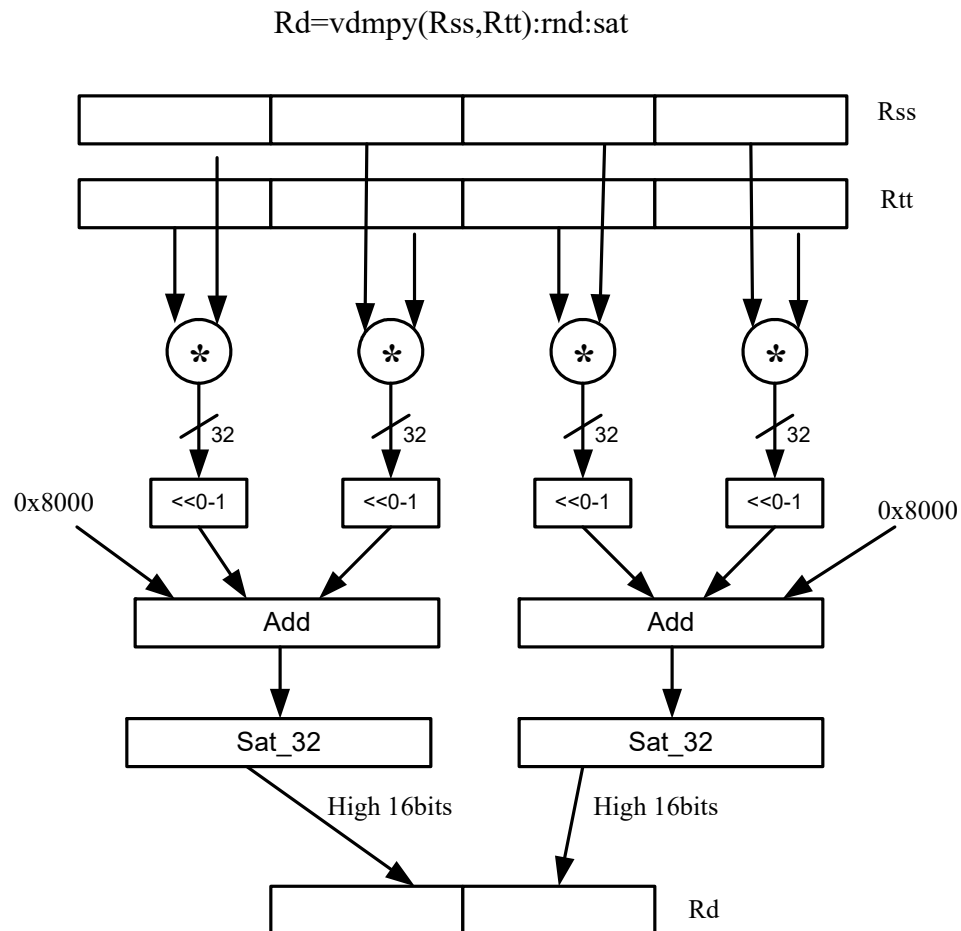 Rd=vdmpy(Rss,Rtt):rnd:sat
Rss
Rtt
* * * *
32 32 32 32
0x8000 <<0-1 <<0-1 <<0-1 <<0-1 0x8000
Add Add
Sat_32 Sat_32
High 16bits High 16bits
Rd